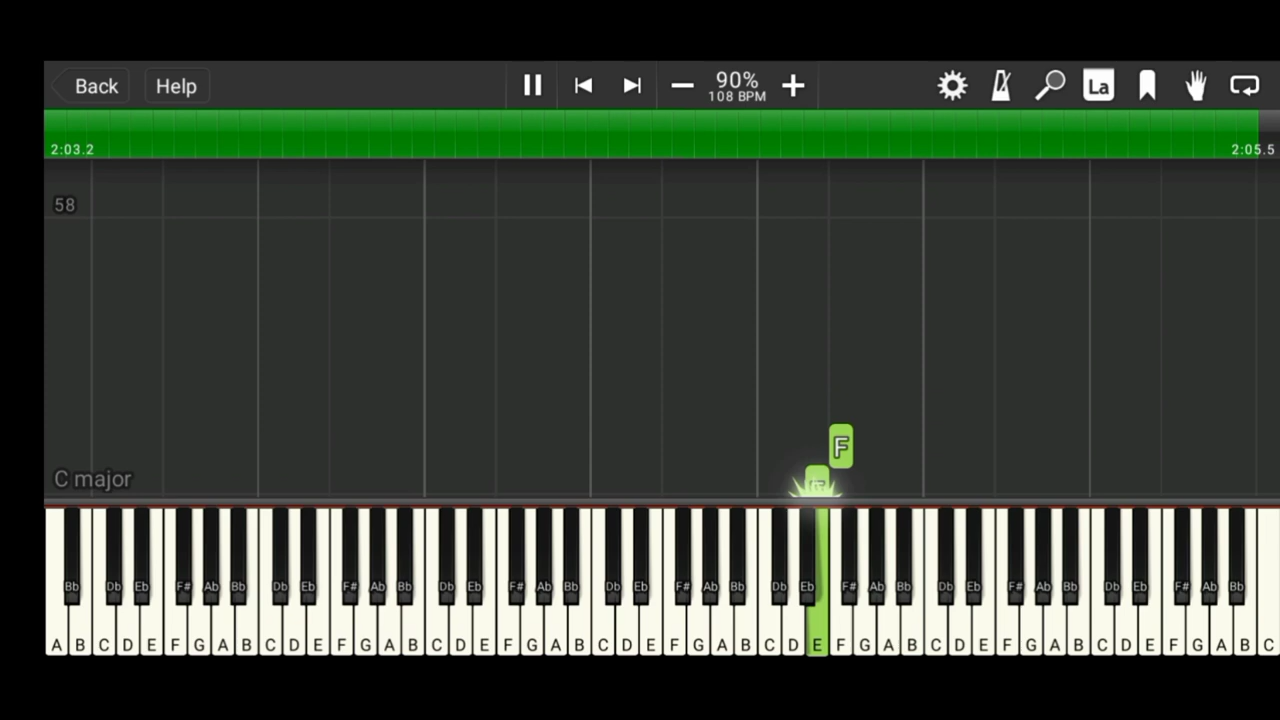 Back Help 90% La
108 BPM
2:03.2 2:05.5
58
F
E
C major
Bb Db Eb F# Ab Bb Db Eb F# Ab Bb Db Eb F# Ab Bb Db Eb F# Ab Bb Db Eb F# Ab Bb Db Eb F# Ab Bb Db Eb F# Ab Bb
A B C D E F G A B C D E F G A B C D E F G A B C D E F G A B C D E F G A B C D E F G A B C D E F G A B C